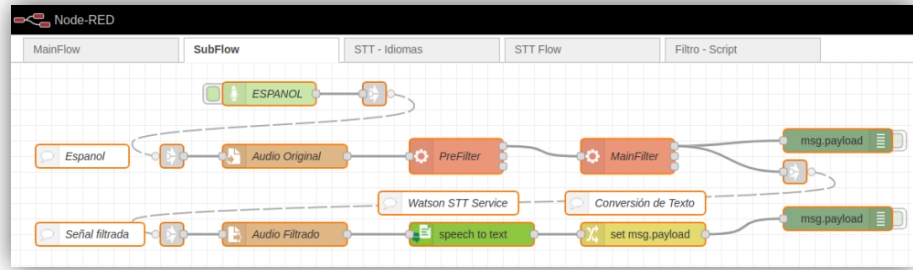 Node-RED
MainFlow
SubFlow
STT - Idiomas
STT Flow
Filtro - Script
ESPANOL
Espanol
Audio Original
PreFilter
MainFilter
msg.payload
Watson STT Service
Conversión de Texto
Señal filtrada
Audio Filtrado
speech to text
set msg.payload
msg.payload